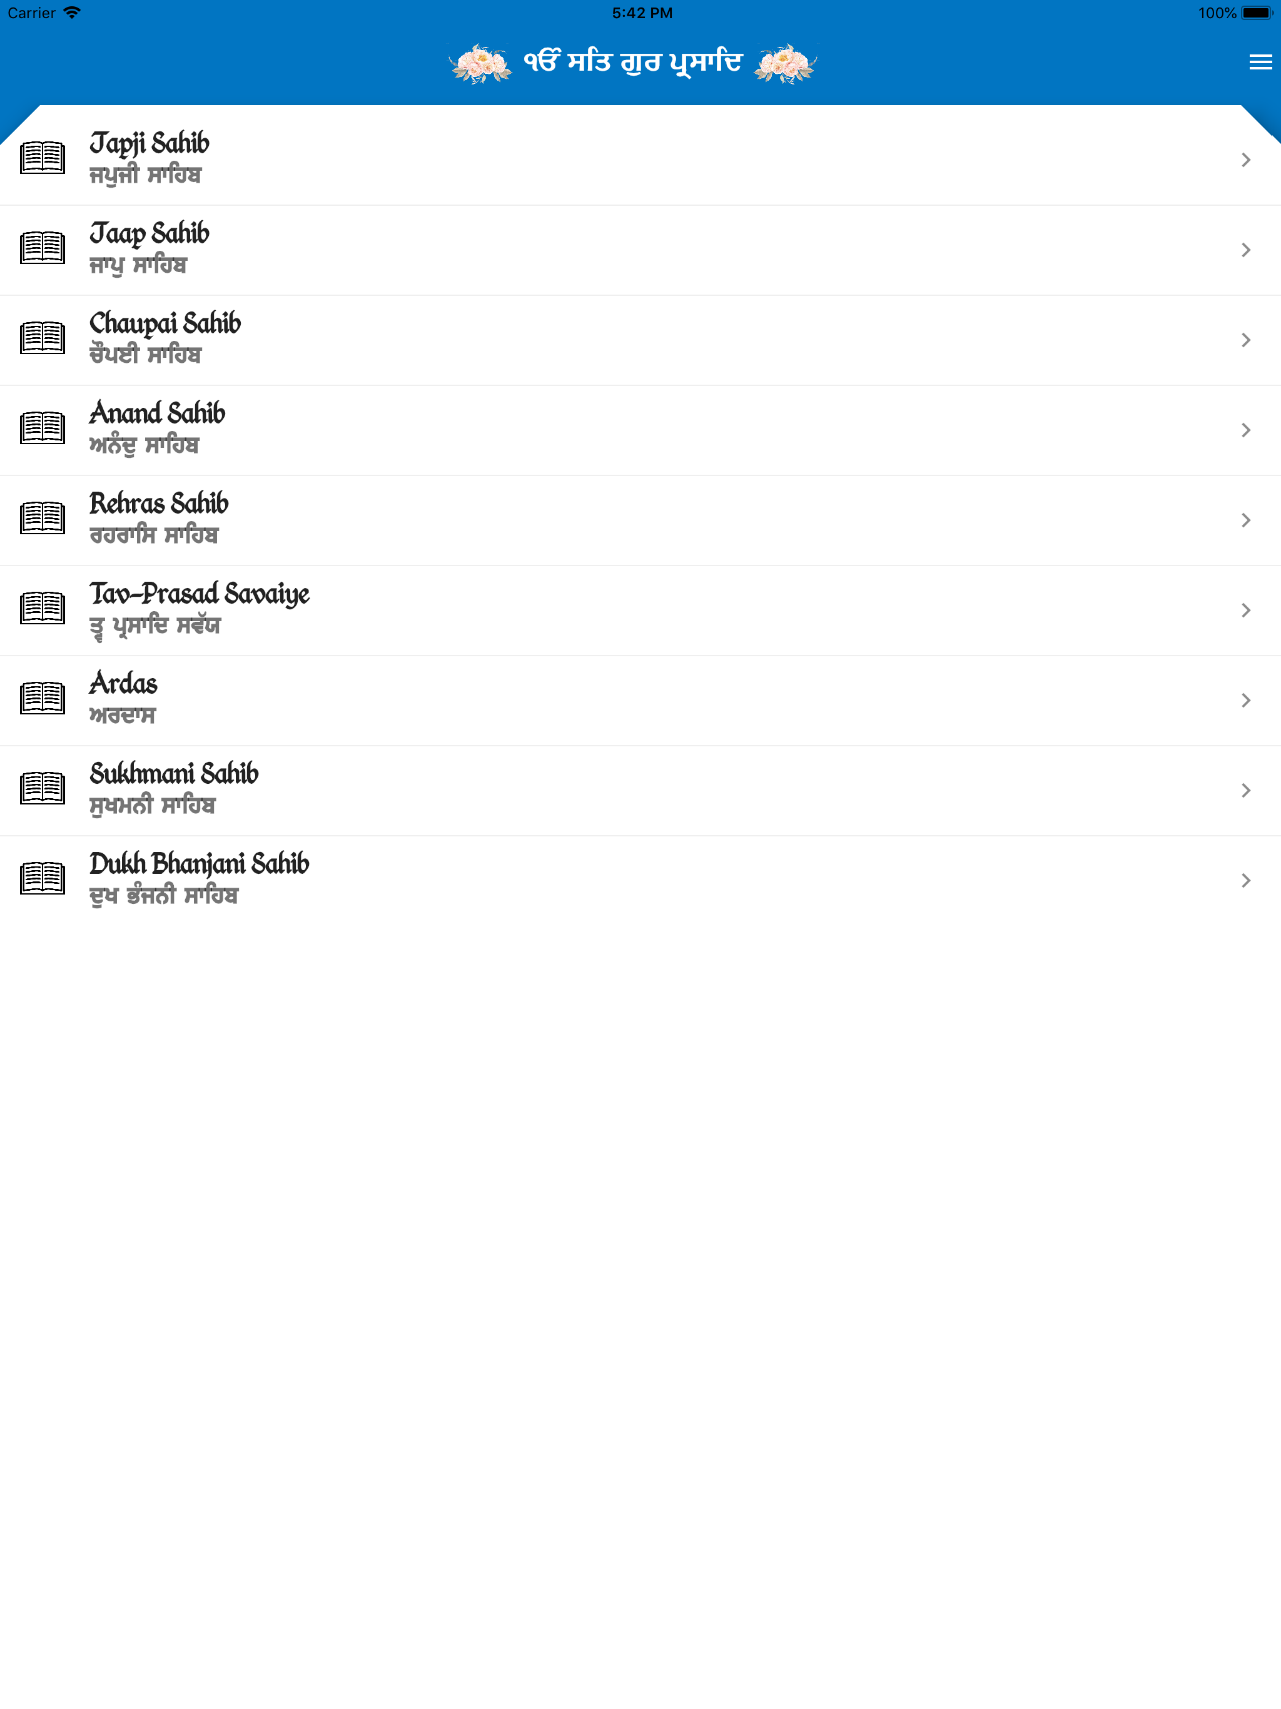 Carrier 5:42 PM 100%
ੴ ਸਤਿ ਗੁਰ ਪ੍ਰਸਾਦਿ
Japji Sahib
ਜਪੁਜੀ ਸਾਹਿਬ
Jaap Sahib
ਜਾਪੁ ਸਾਹਿਬ
Chaupai Sahib
ਚੌਪਈ ਸਾਹਿਬ
Anand Sahib
ਅਨੰਦੁ ਸਾਹਿਬ
Rehras Sahib
ਰਹਰਾਸਿ ਸਾਹਿਬ
Tav-Prasad Savaiye
ਤ੍ਵ ਪ੍ਰਸਾਦਿ ਸਵੱਯ
Ardas
ਅਰਦਾਸ
Sukhmani Sahib
ਸੁਖਮਨੀ ਸਾਹਿਬ
Dukh Bhanjani Sahib
ਦੁਖ ਭੰਜਨੀ ਸਾਹਿਬ